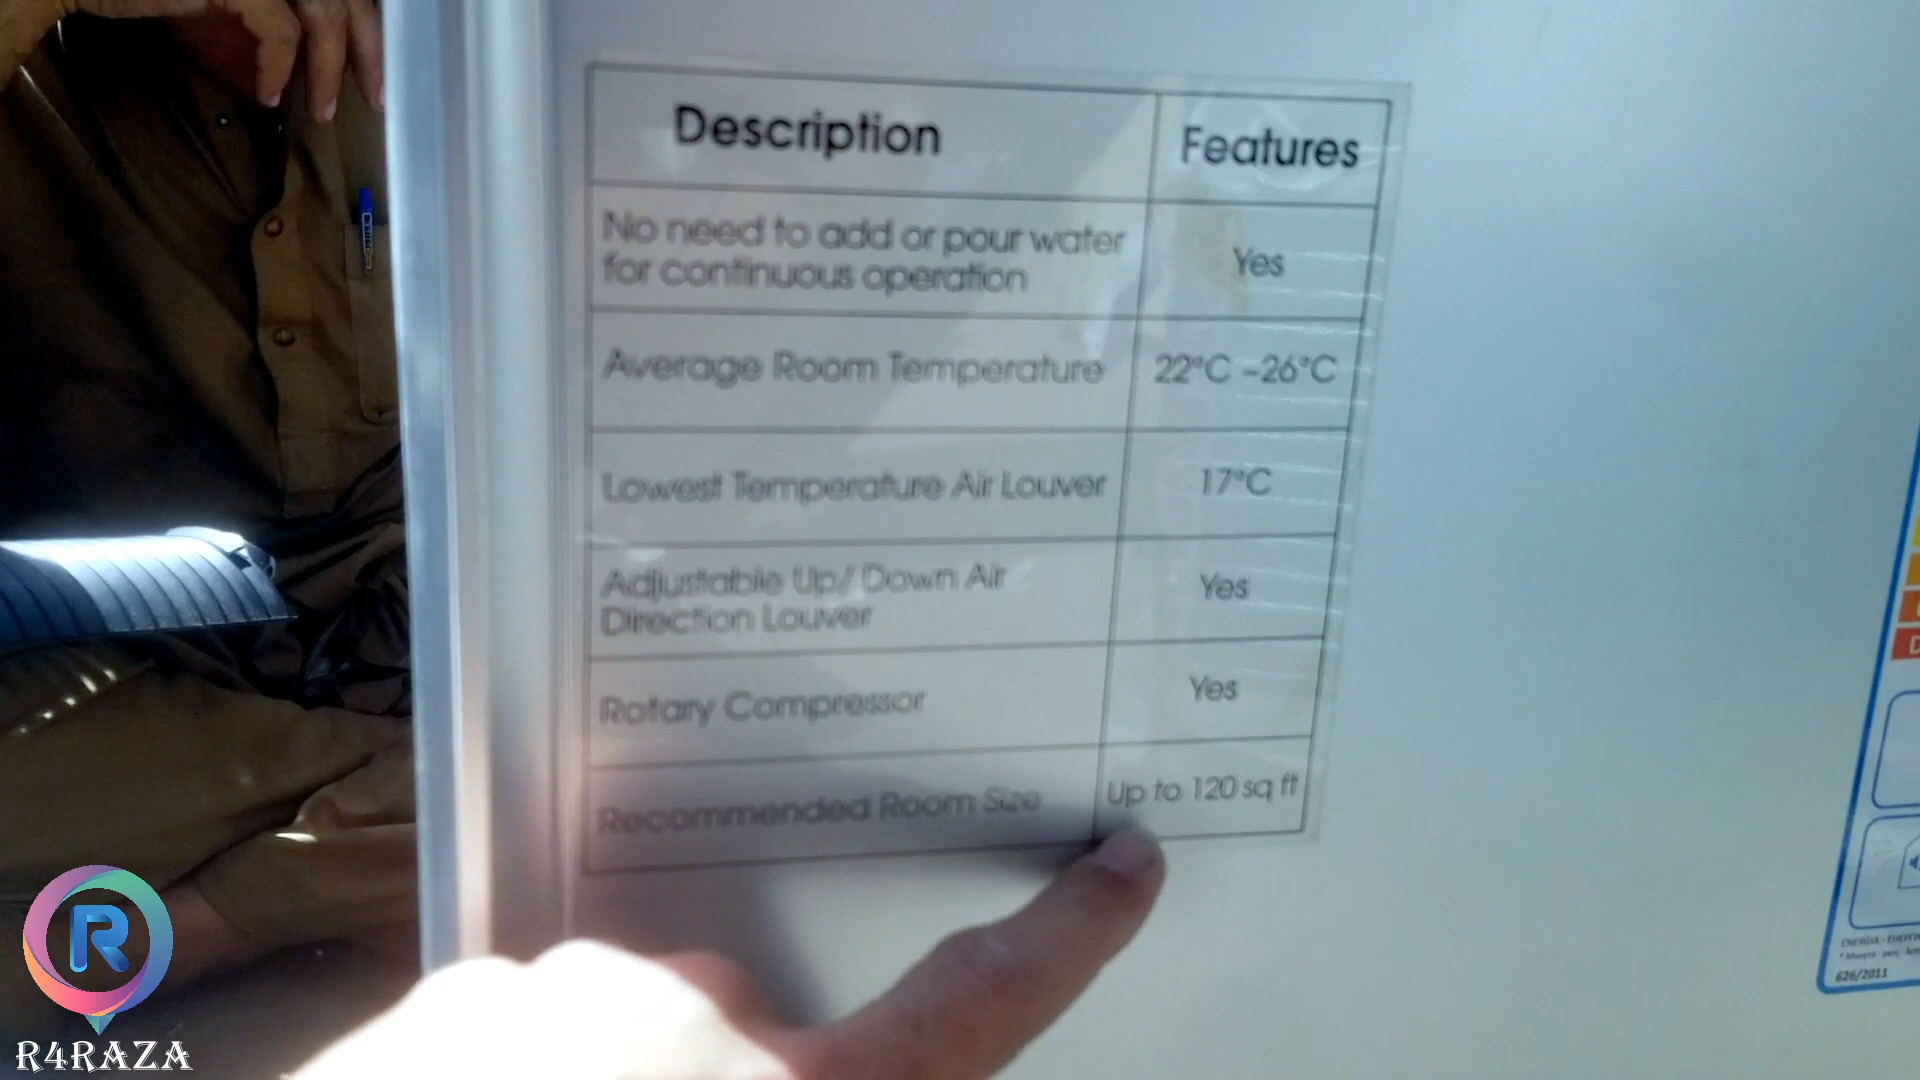 Description Features
No need to add or pour water
for continuous operation
Yes
Average Room Temperature 22°C ~26°C
Lowest Temperature Air Louver 17°C
Adjustable Up/ Down Air
Direction Louver
Yes
Rotary Compressor Yes
Recommended Room Size Up to 120 sq ft
D
ENERGIA
626/2011
R
R4RAZA